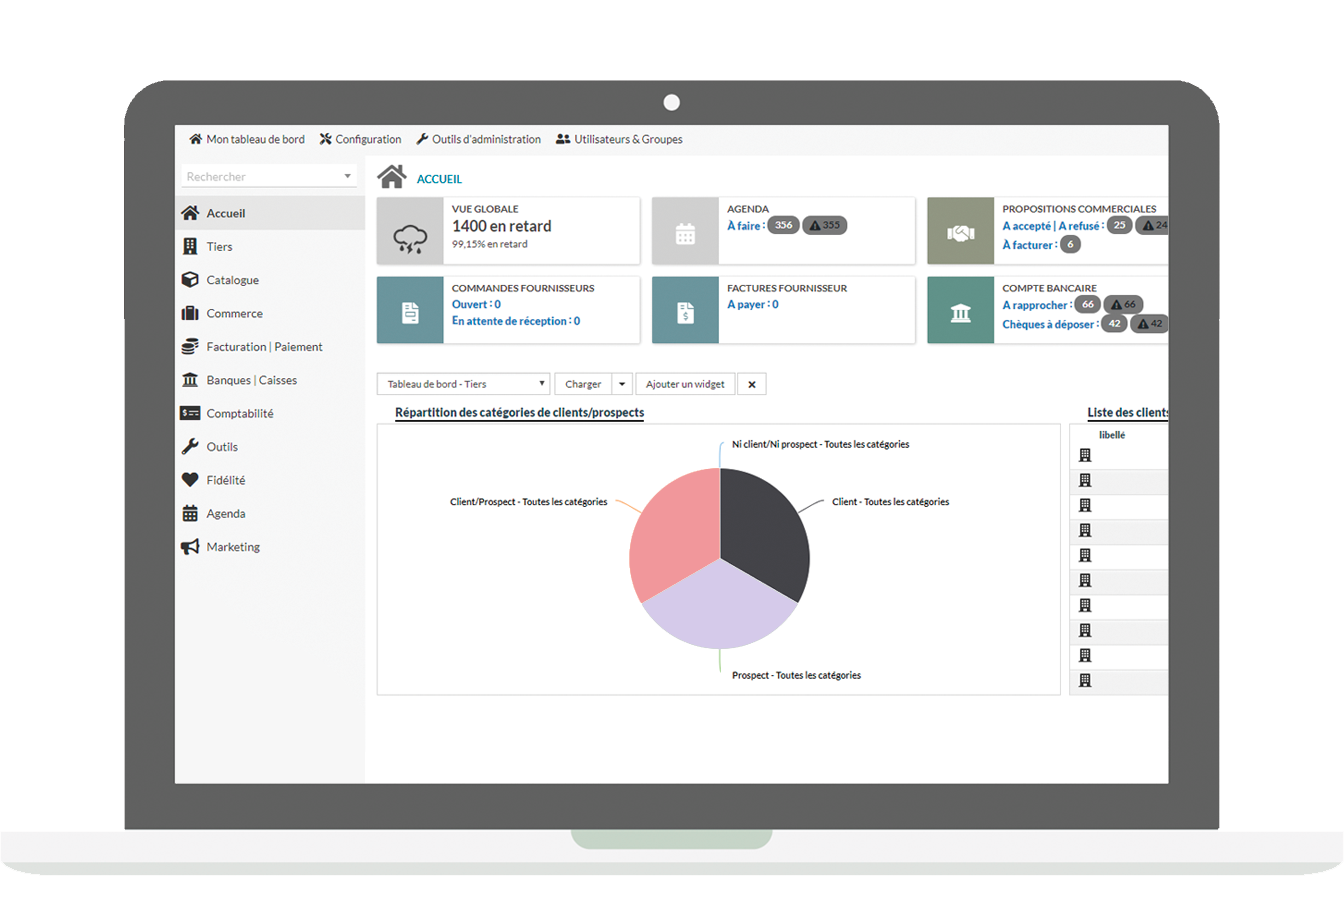 Mon tableau de bord Configuration Outils d'administration Utilisateurs & Groupes
Rechercher
Accueil
Tiers
Catalogue
Commerce
Facturation | Paiement
Banques | Caisses
Comptabilité
Outils
Fidélité
Agenda
Marketing
ACCUEIL
VUE GLOBALE
1400 en retard
99,15% en retard
AGENDA
À faire : 356 355
PROPOSITIONS COMMERCIALES
A accepté | A refusé : 25 24
À facturer : 6
COMMANDES FOURNISSEURS
Ouvert : 0
En attente de réception : 0
FACTURES FOURNISSEUR
A payer : 0
COMPTE BANCAIRE
A rapprocher : 66 66
Chèques à déposer : 42 42
Tableau de bord - Tiers Charger Ajouter un widget
Répartition des catégories de clients/prospects
Ni client/Ni prospect - Toutes les catégories
Client/Prospect - Toutes les catégories
Client - Toutes les catégories
Prospect - Toutes les catégories
Liste des clients
libellé